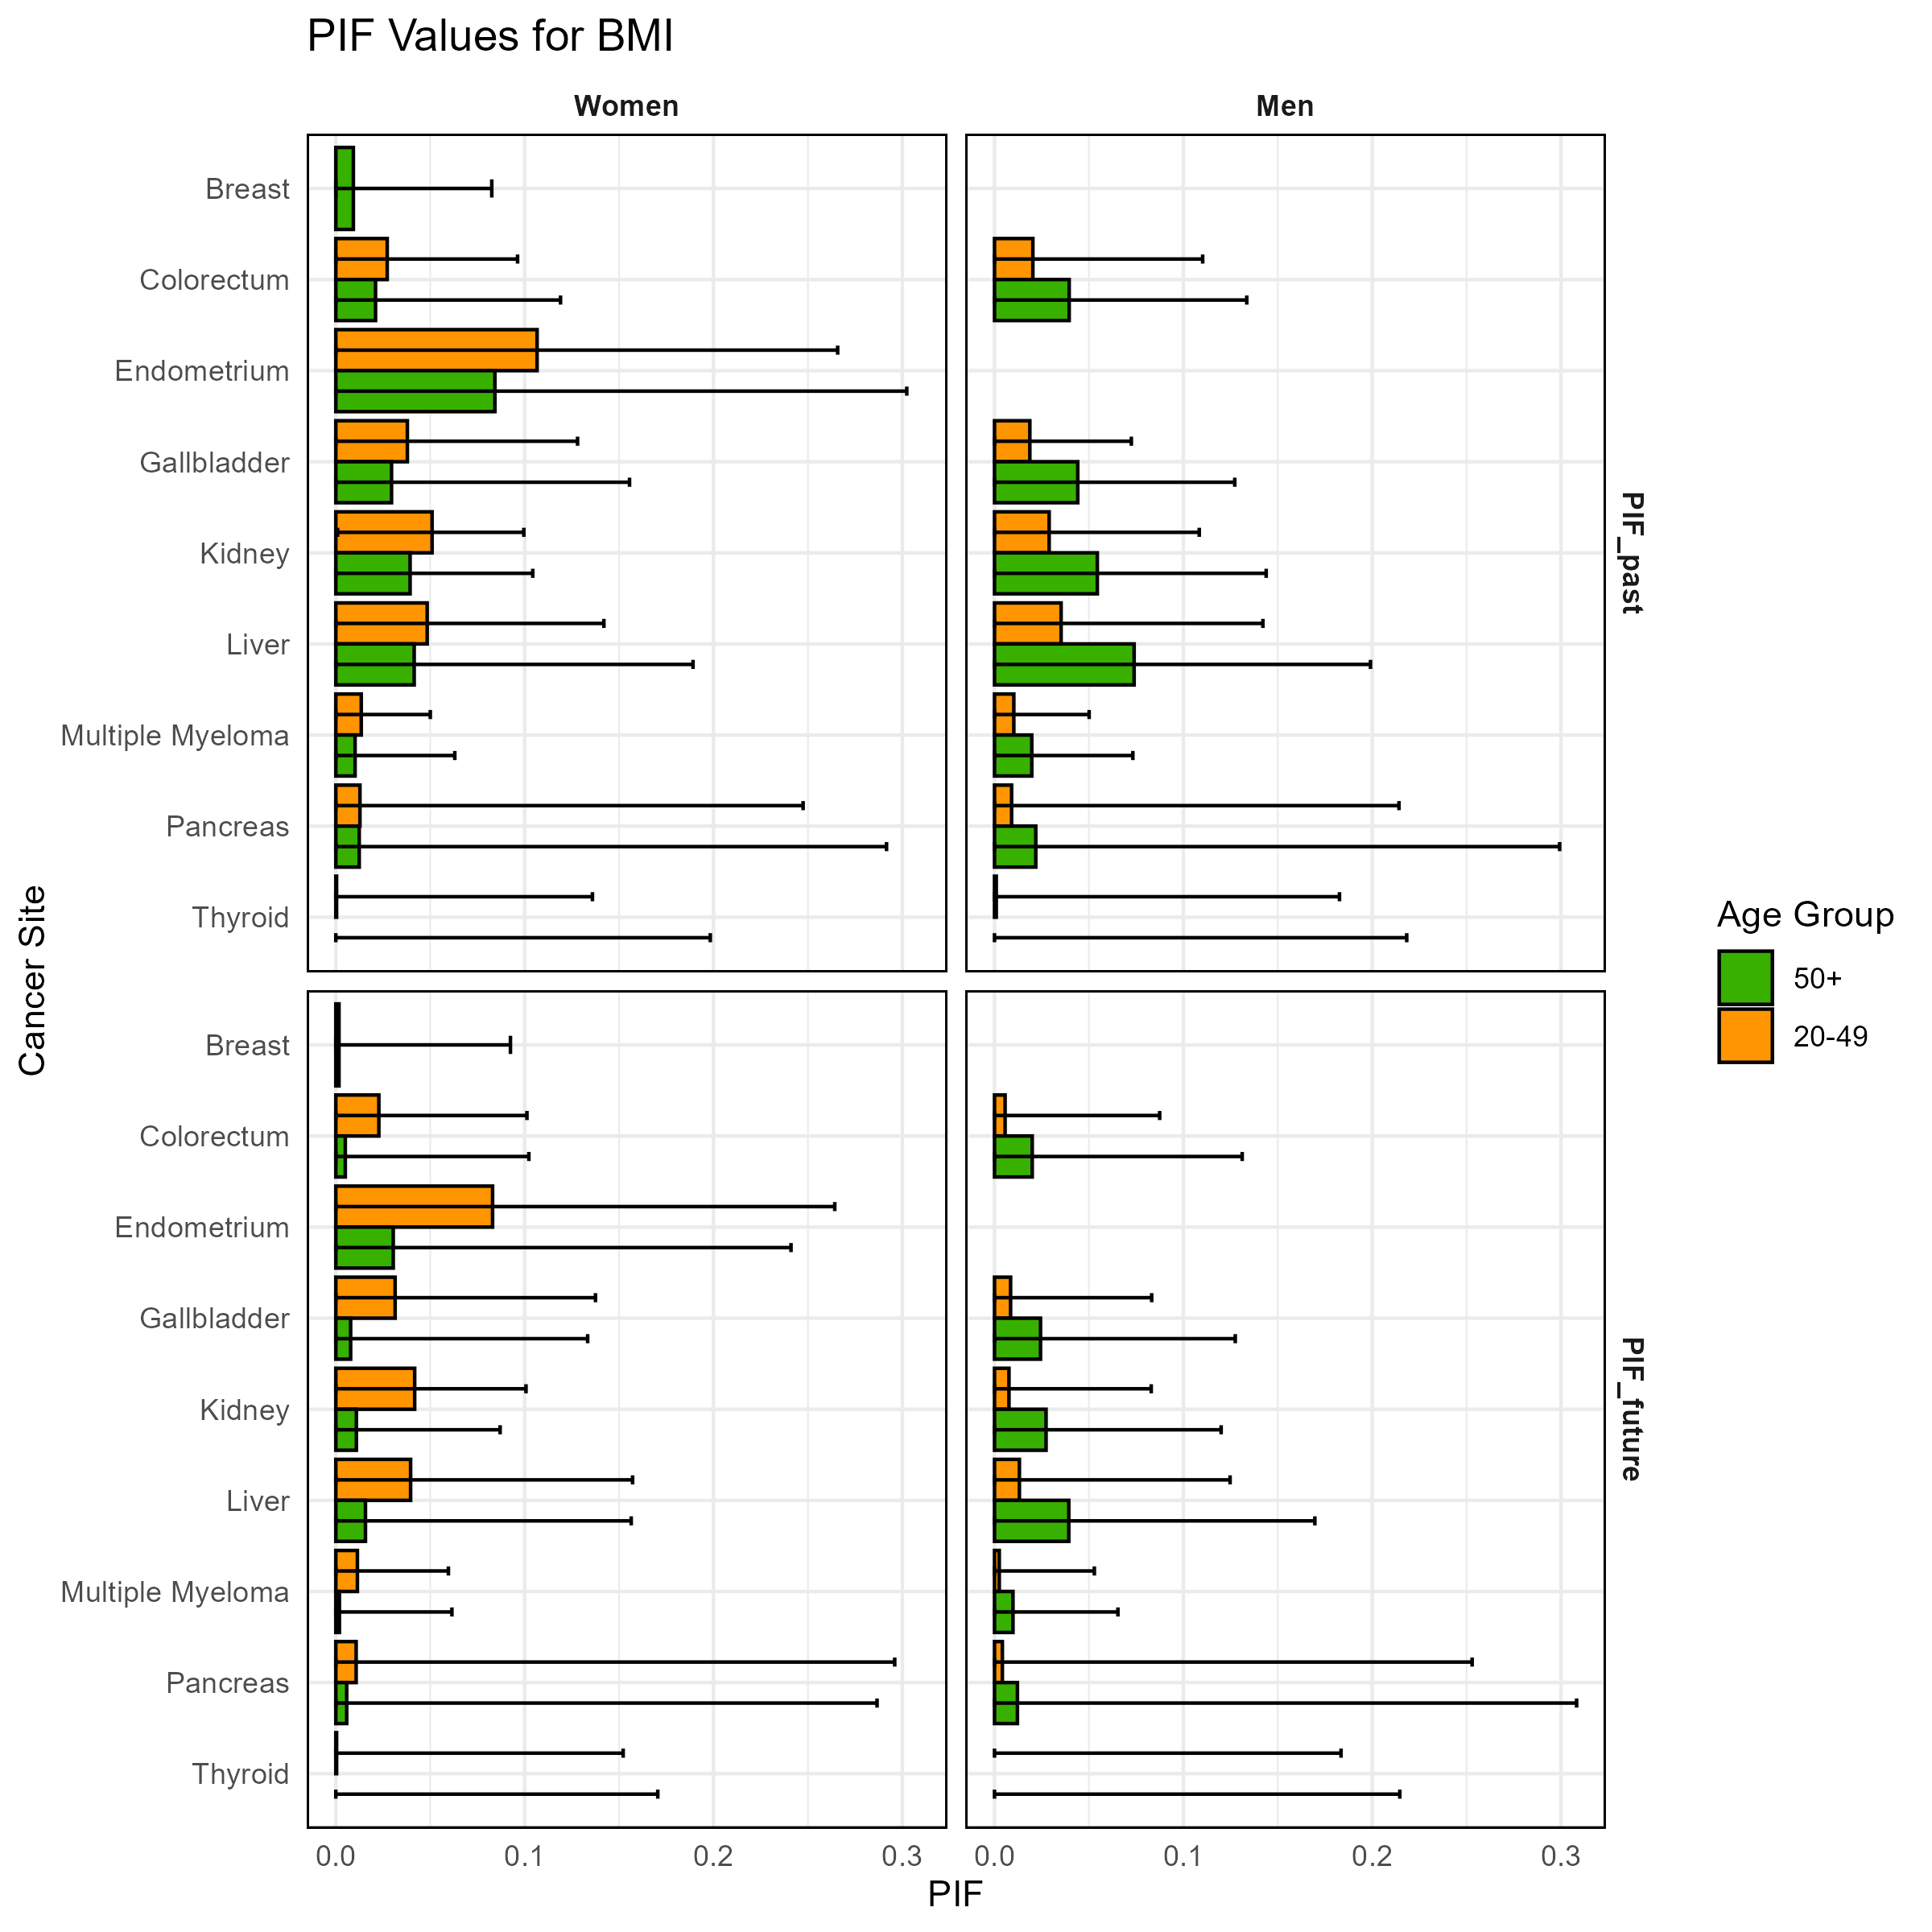 PIF Values for BMI
Women
Men
Breast
Colorectum
Endometrium
Gallbladder
Kidney
Liver
Multiple Myeloma
Pancreas
Thyroid
PIF_past
Breast
Colorectum
Endometrium
Gallbladder
Kidney
Liver
Multiple Myeloma
Pancreas
Thyroid
PIF_future
0.0 0.1 0.2 0.3
0.0 0.1 0.2 0.3
PIF
Cancer Site
Age Group
50+
20-49